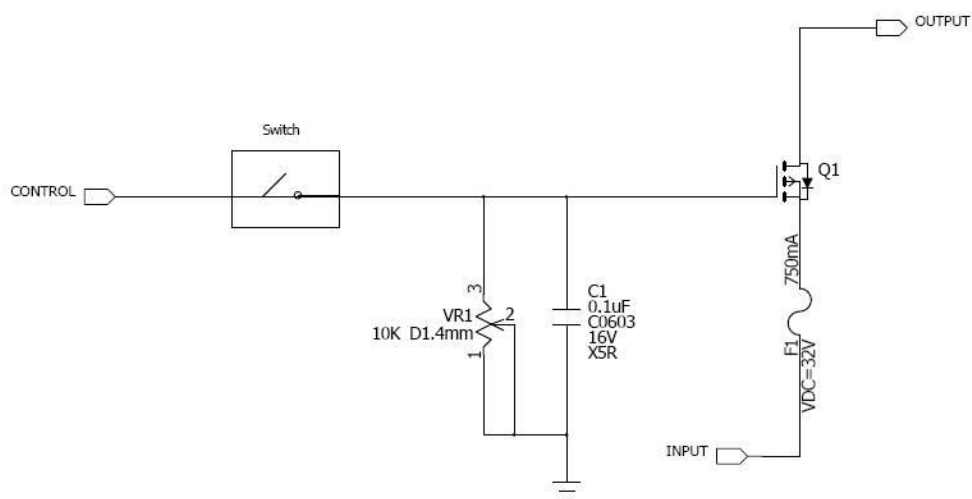 OUTPUT
Switch
CONTROL
Q1
750mA
3
VR1
2
10K D1.4mm
1
C1
0.1uF
C0603
16V
X5R
F1
VDC=32V
INPUT